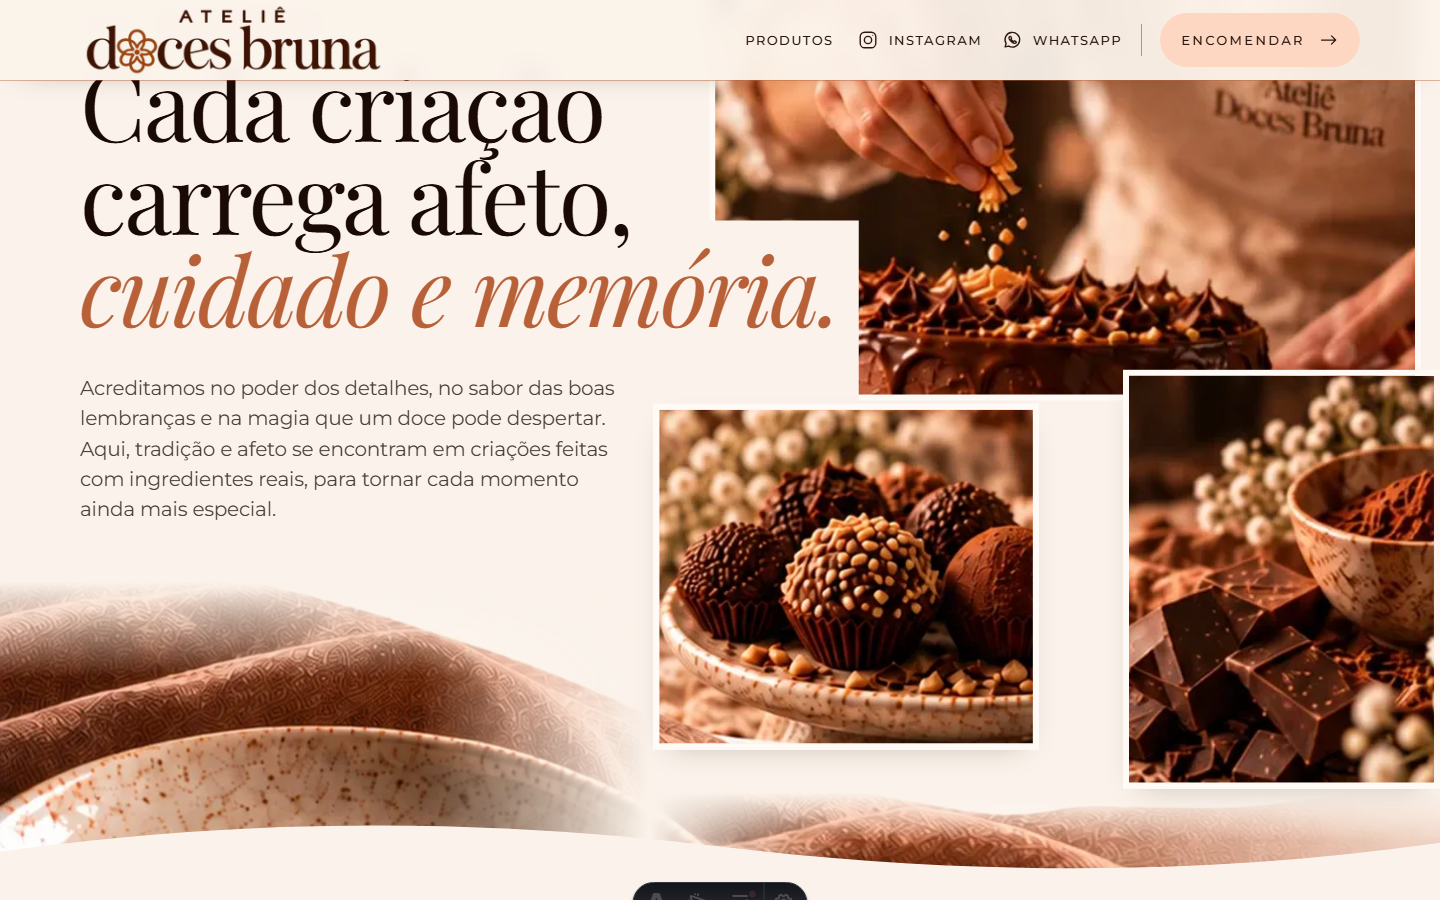 ATELIÊ
doces bruna
PRODUTOS
INSTAGRAM
WHATSAPP
ENCOMENDAR
Cada criação
carrega afeto,
cuidado e memória.
Ateliê
Doces Bruna
Acreditamos no poder dos detalhes, no sabor das boas
lembranças e na magia que um doce pode despertar.
Aqui, tradição e afeto se encontram em criações feitas
com ingredientes reais, para tornar cada momento
ainda mais especial.